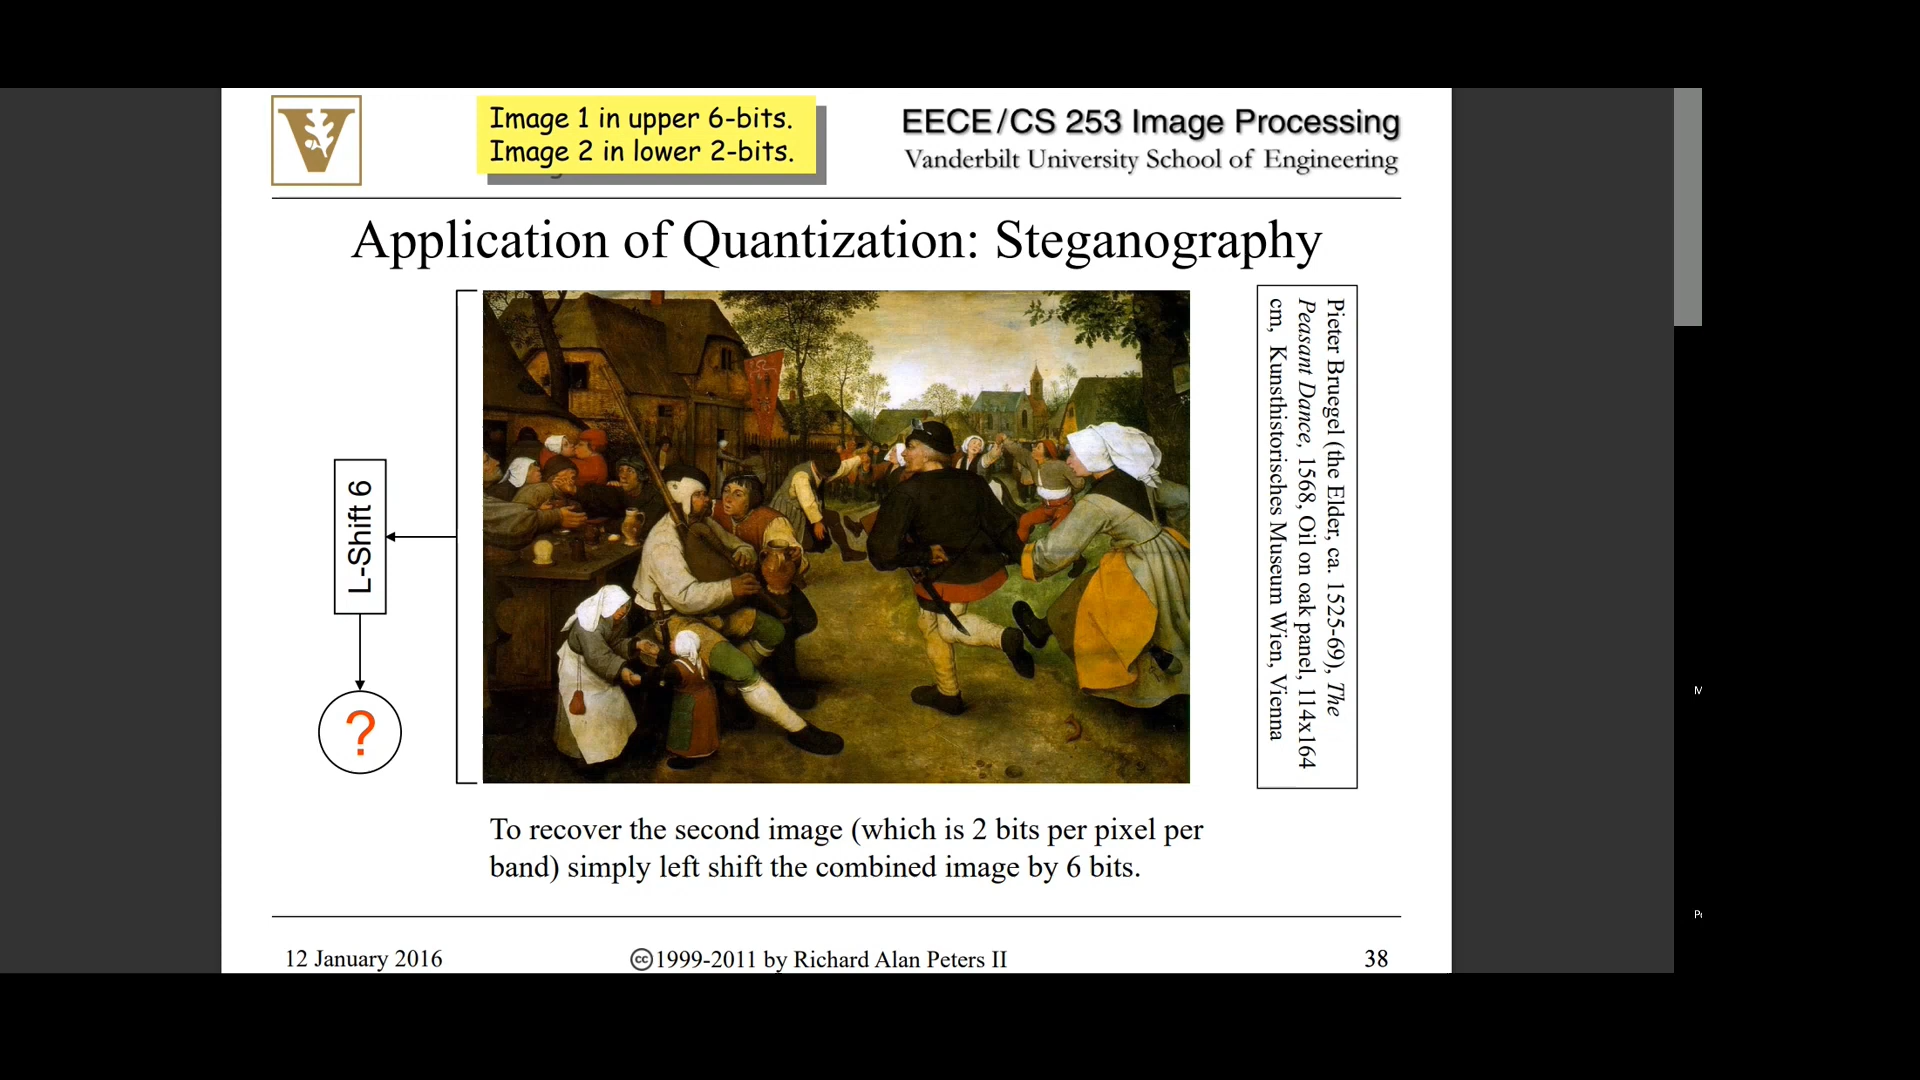 Image 1 in upper 6-bits.
Image 2 in lower 2-bits.
EECE/CS 253 Image Processing
Vanderbilt University School of Engineering
Application of Quantization: Steganography
L-Shift 6
?
Pieter Bruegel (the Elder, ca. 1525-69), The
Peasant Dance, 1568, Oil on oak panel, 114x164
cm, Kunsthistorisches Museum Wien, Vienna
To recover the second image (which is 2 bits per pixel per
band) simply left shift the combined image by 6 bits.
12 January 2016
cc 1999-2011 by Richard Alan Peters II
38